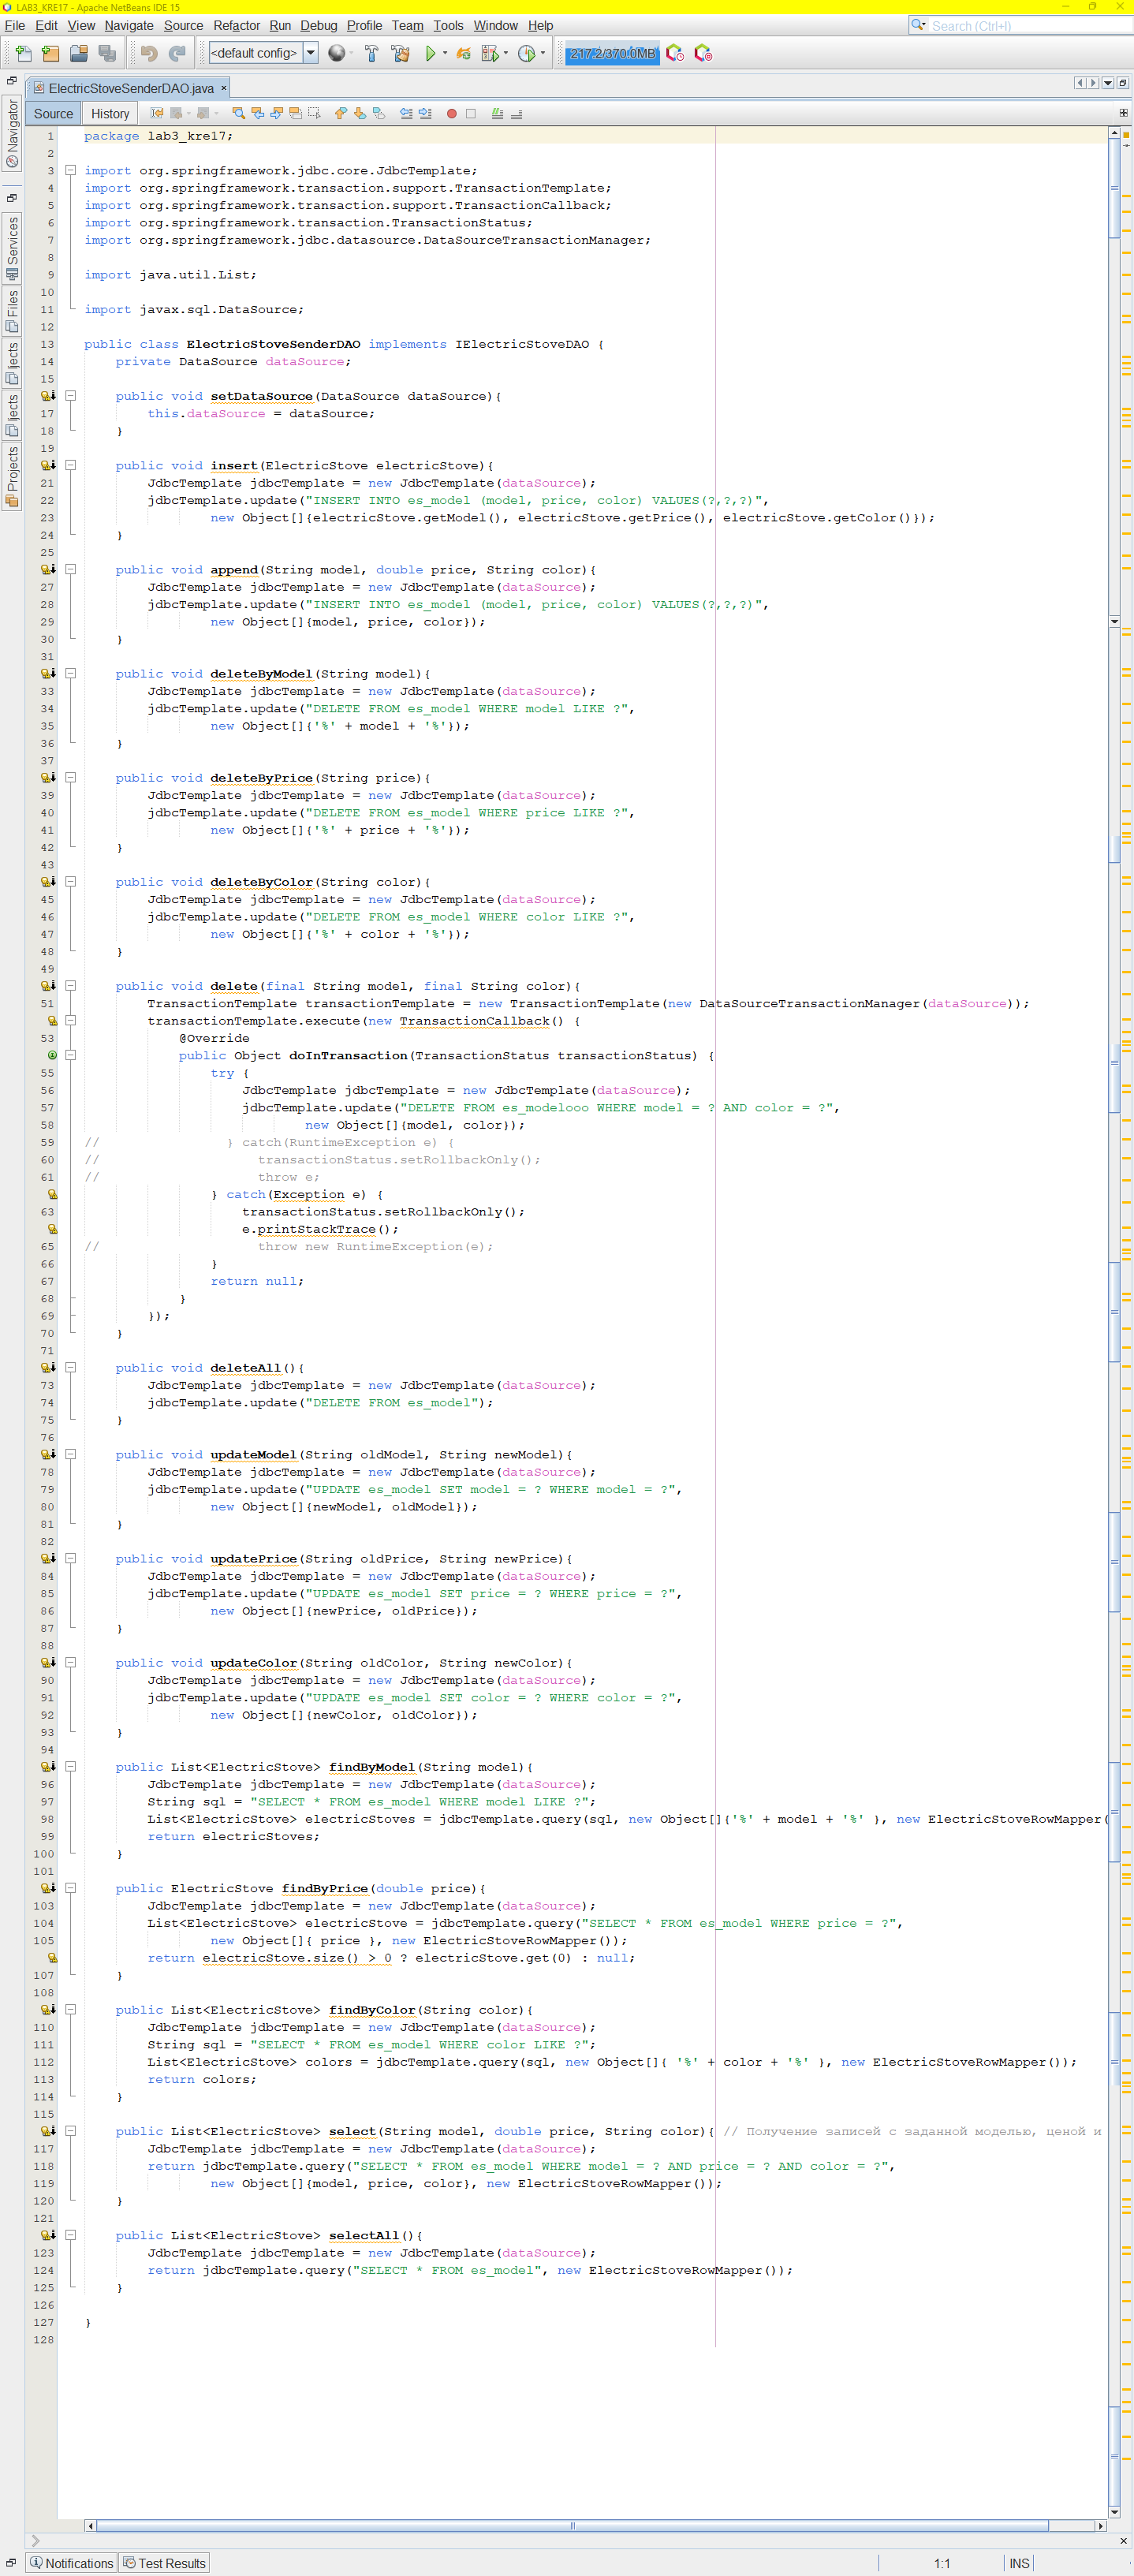 LAB3_KRE17 - Apache NetBeans IDE 15
File Edit View Navigate Source Refactor Run Debug Profile Team Tools Window Help
Search (Ctrl+I)
<default config>
217.2/370.0MB
ElectricStoveSenderDAO.java
Source History
Navigator
Services
Files
jects
jects
Projects
1 package lab3_kre17;
2
3 import org.springframework.jdbc.core.JdbcTemplate;
4 import org.springframework.transaction.support.TransactionTemplate;
5 import org.springframework.transaction.support.TransactionCallback;
6 import org.springframework.transaction.TransactionStatus;
7 import org.springframework.jdbc.datasource.DataSourceTransactionManager;
8
9 import java.util.List;
10
11 import javax.sql.DataSource;
12
13 public class ElectricStoveSenderDAO implements IElectricStoveDAO {
14 private DataSource dataSource;
15
public void setDataSource(DataSource dataSource){
17 this.dataSource = dataSource;
18 }
19
public void insert(ElectricStove electricStove){
21 JdbcTemplate jdbcTemplate = new JdbcTemplate(dataSource);
22 jdbcTemplate.update("INSERT INTO es_model (model, price, color) VALUES(?,?,?)",
23 new Object[]{electricStove.getModel(), electricStove.getPrice(), electricStove.getColor()});
24 }
25
public void append(String model, double price, String color){
27 JdbcTemplate jdbcTemplate = new JdbcTemplate(dataSource);
28 jdbcTemplate.update("INSERT INTO es_model (model, price, color) VALUES(?,?,?)",
29 new Object[]{model, price, color});
30 }
31
public void deleteByModel(String model){
33 JdbcTemplate jdbcTemplate = new JdbcTemplate(dataSource);
34 jdbcTemplate.update("DELETE FROM es_model WHERE model LIKE ?",
35 new Object[]{'%' + model + '%'});
36 }
37
public void deleteByPrice(String price){
39 JdbcTemplate jdbcTemplate = new JdbcTemplate(dataSource);
40 jdbcTemplate.update("DELETE FROM es_model WHERE price LIKE ?",
41 new Object[]{'%' + price + '%'});
42 }
43
public void deleteByColor(String color){
45 JdbcTemplate jdbcTemplate = new JdbcTemplate(dataSource);
46 jdbcTemplate.update("DELETE FROM es_model WHERE color LIKE ?",
47 new Object[]{'%' + color + '%'});
48 }
49
public void delete(final String model, final String color){
51 TransactionTemplate transactionTemplate = new TransactionTemplate(new DataSourceTransactionManager(dataSource));
transactionTemplate.execute(new TransactionCallback() {
53 @Override
public Object doInTransaction(TransactionStatus transactionStatus) {
55 try {
56 JdbcTemplate jdbcTemplate = new JdbcTemplate(dataSource);
57 jdbcTemplate.update("DELETE FROM es_modelooo WHERE model = ? AND color = ?",
58 new Object[]{model, color});
59 // } catch(RuntimeException e) {
60 // transactionStatus.setRollbackOnly();
61 // throw e;
} catch(Exception e) {
63 transactionStatus.setRollbackOnly();
e.printStackTrace();
65 // throw new RuntimeException(e);
66 }
67 return null;
68 }
69 });
70 }
71
public void deleteAll(){
73 JdbcTemplate jdbcTemplate = new JdbcTemplate(dataSource);
74 jdbcTemplate.update("DELETE FROM es_model");
75 }
76
public void updateModel(String oldModel, String newModel){
78 JdbcTemplate jdbcTemplate = new JdbcTemplate(dataSource);
79 jdbcTemplate.update("UPDATE es_model SET model = ? WHERE model = ?",
80 new Object[]{newModel, oldModel});
81 }
82
public void updatePrice(String oldPrice, String newPrice){
84 JdbcTemplate jdbcTemplate = new JdbcTemplate(dataSource);
85 jdbcTemplate.update("UPDATE es_model SET price = ? WHERE price = ?",
86 new Object[]{newPrice, oldPrice});
87 }
88
public void updateColor(String oldColor, String newColor){
90 JdbcTemplate jdbcTemplate = new JdbcTemplate(dataSource);
91 jdbcTemplate.update("UPDATE es_model SET color = ? WHERE color = ?",
92 new Object[]{newColor, oldColor});
93 }
94
public List<ElectricStove> findByModel(String model){
96 JdbcTemplate jdbcTemplate = new JdbcTemplate(dataSource);
97 String sql = "SELECT * FROM es_model WHERE model LIKE ?";
98 List<ElectricStove> electricStoves = jdbcTemplate.query(sql, new Object[]{'%' + model + '%' }, new ElectricStoveRowMapper(
99 return electricStoves;
100 }
101
public ElectricStove findByPrice(double price){
103 JdbcTemplate jdbcTemplate = new JdbcTemplate(dataSource);
104 List<ElectricStove> electricStove = jdbcTemplate.query("SELECT * FROM es_model WHERE price = ?",
105 new Object[]{ price }, new ElectricStoveRowMapper());
return electricStove.size() > 0 ? electricStove.get(0) : null;
107 }
108
public List<ElectricStove> findByColor(String color){
110 JdbcTemplate jdbcTemplate = new JdbcTemplate(dataSource);
111 String sql = "SELECT * FROM es_model WHERE color LIKE ?";
112 List<ElectricStove> colors = jdbcTemplate.query(sql, new Object[]{ '%' + color + '%' }, new ElectricStoveRowMapper());
113 return colors;
114 }
115
public List<ElectricStove> select(String model, double price, String color){ // Получение записей с заданной моделью, ценой и
117 JdbcTemplate jdbcTemplate = new JdbcTemplate(dataSource);
118 return jdbcTemplate.query("SELECT * FROM es_model WHERE model = ? AND price = ? AND color = ?",
119 new Object[]{model, price, color}, new ElectricStoveRowMapper());
120 }
121
public List<ElectricStove> selectAll(){
123 JdbcTemplate jdbcTemplate = new JdbcTemplate(dataSource);
124 return jdbcTemplate.query("SELECT * FROM es_model", new ElectricStoveRowMapper());
125 }
126
127 }
128
Notifications Test Results 1:1 INS